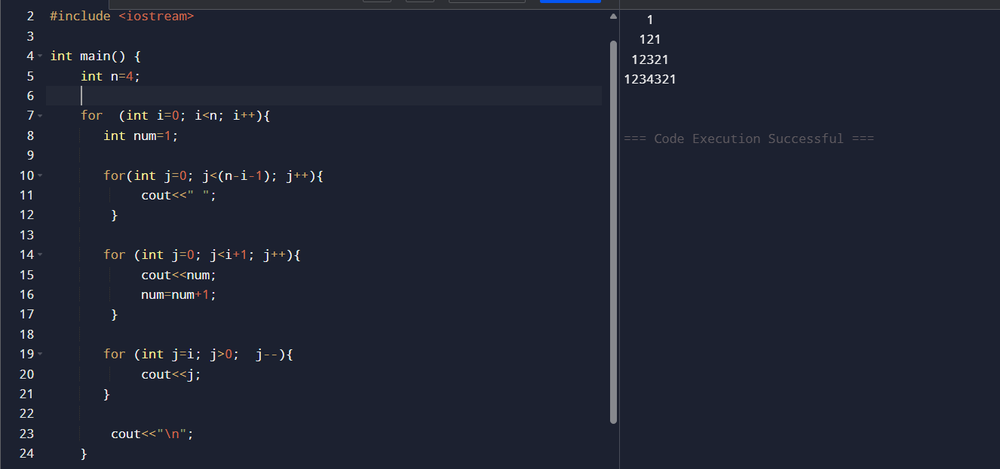 2 #include <iostream>
3
4 int main() {
5     int n=4;
6
7     for  (int i=0; i<n; i++){
8        int num=1;
9
10        for(int j=0; j<(n-i-1); j++){
11             cout<<" ";
12         }
13
14        for (int j=0; j<i+1; j++){
15             cout<<num;
16             num=num+1;
17         }
18
19        for (int j=i; j>0;  j--){
20             cout<<j;
21        }
22
23         cout<<"\n";
24     }
   1
  121
 12321
1234321
=== Code Execution Successful ===